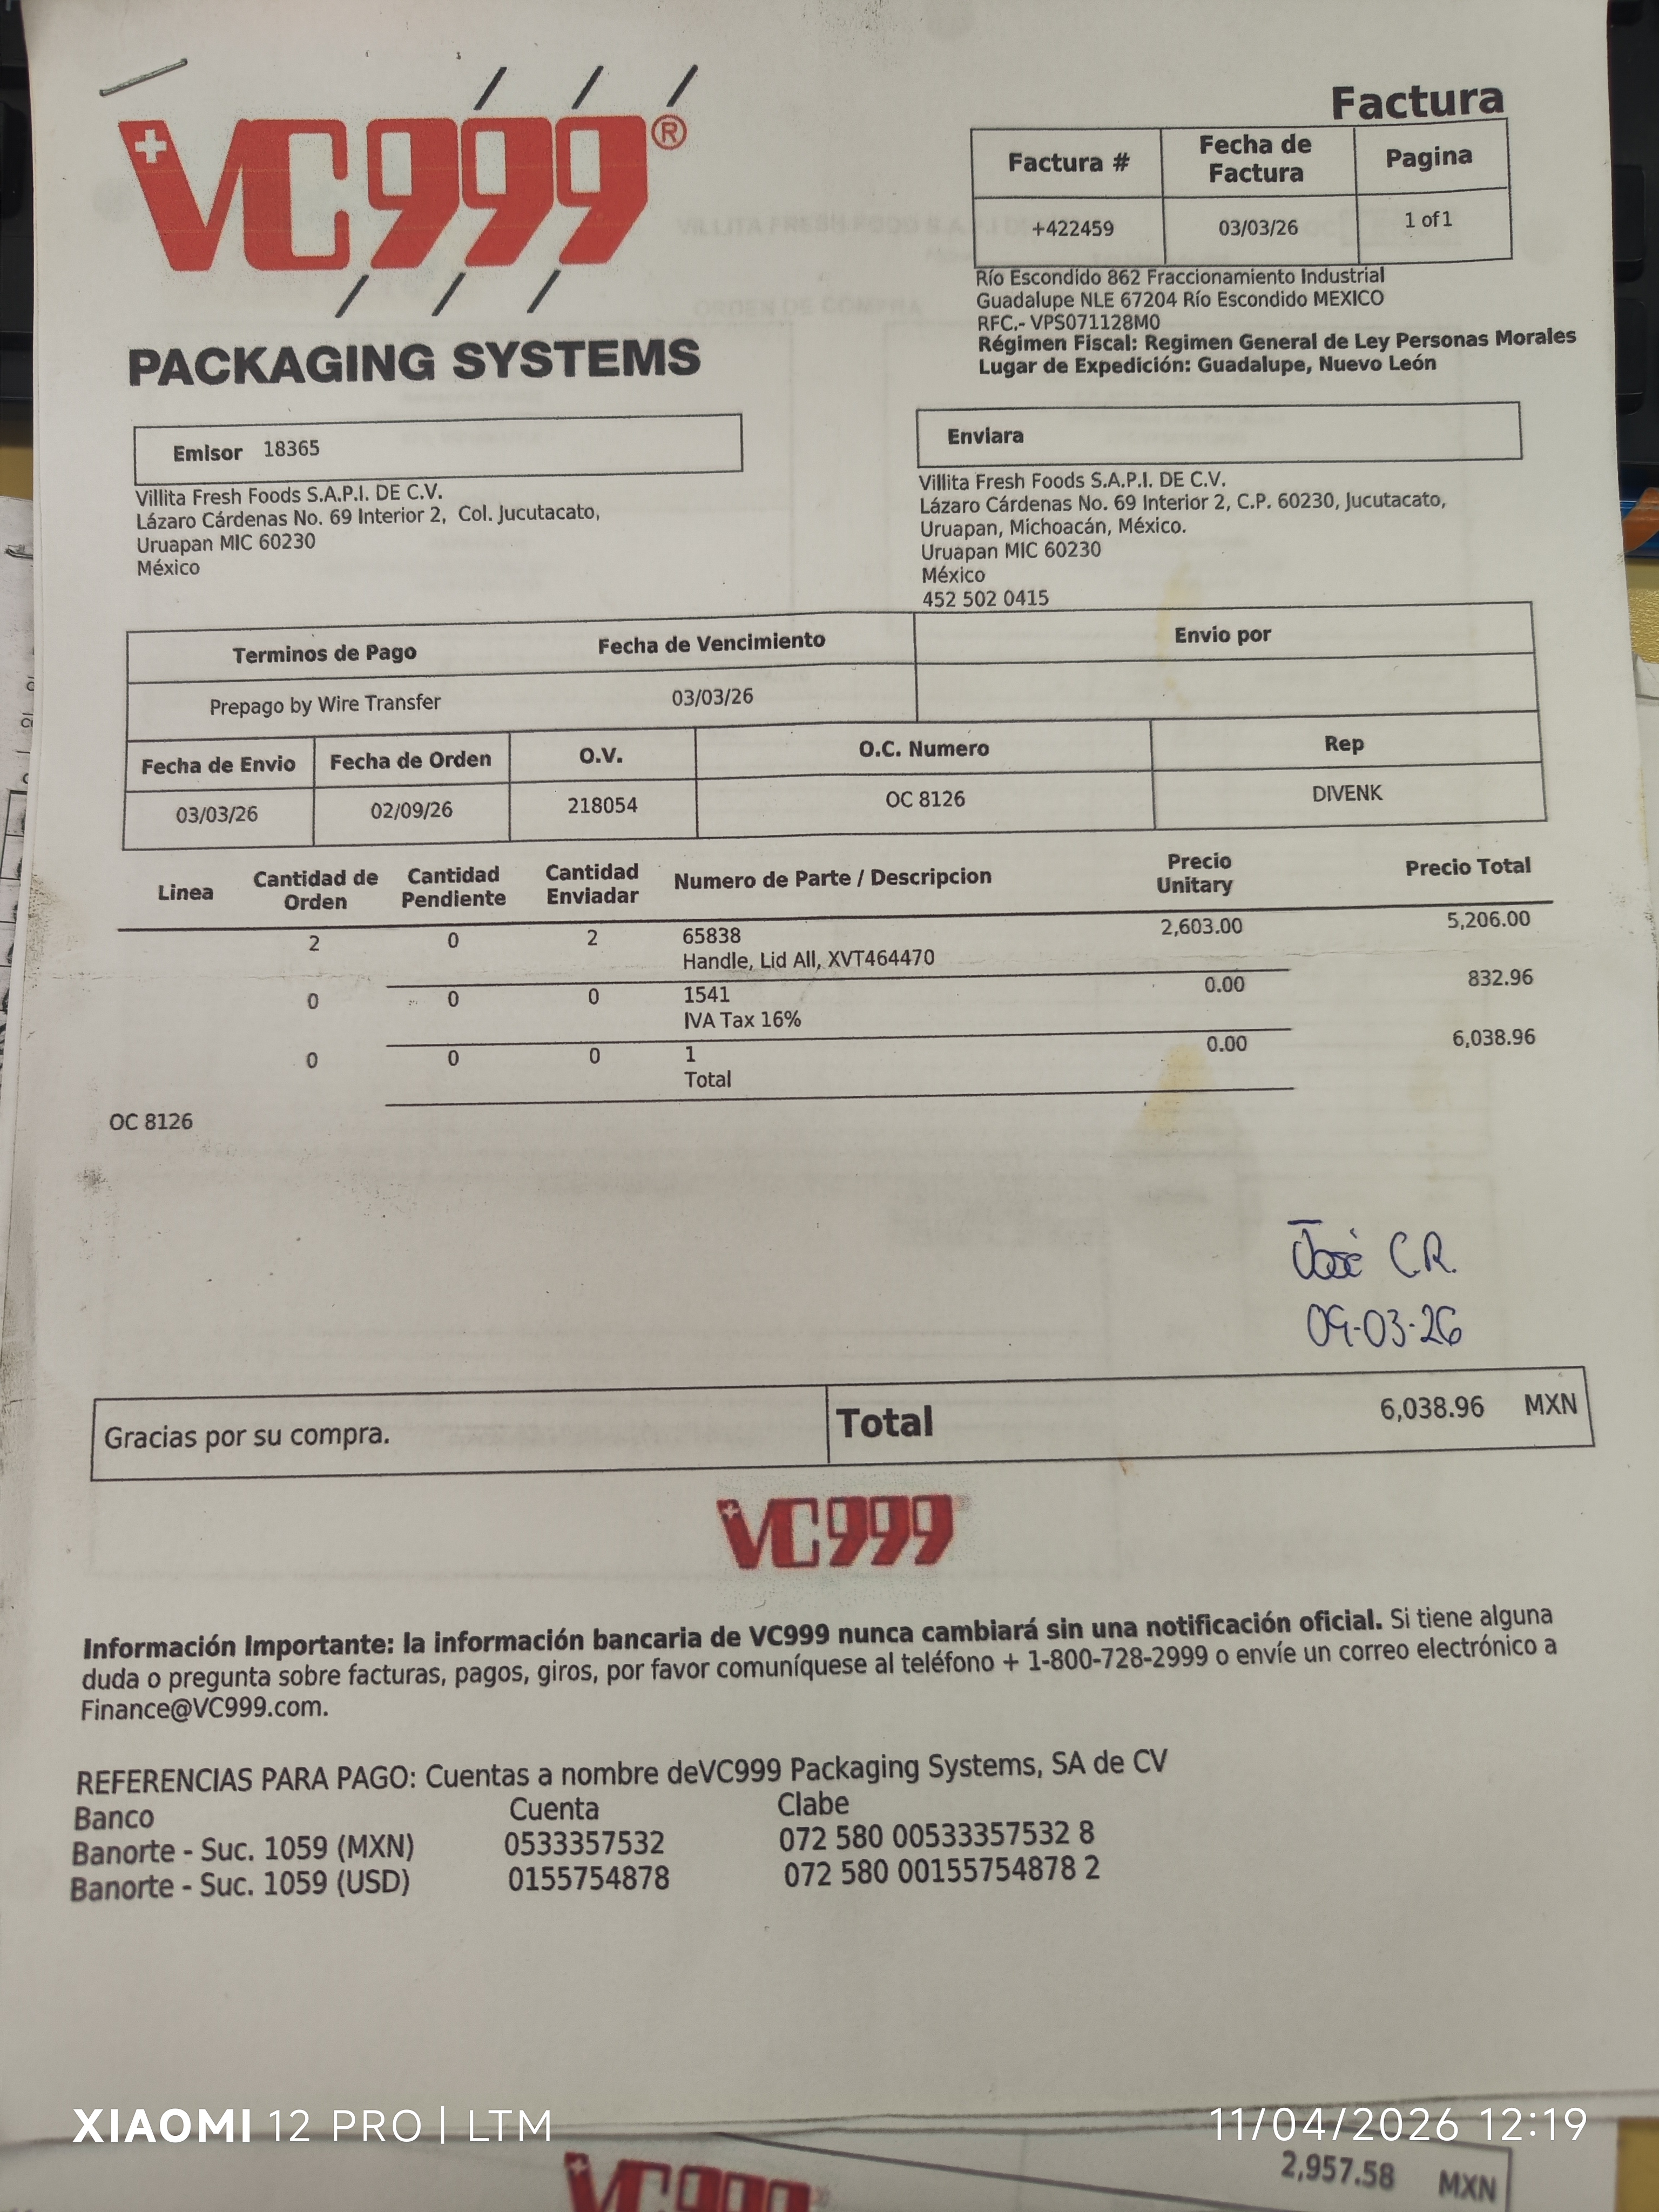 VC999®
PACKAGING SYSTEMS
Factura
Factura # Fecha de Factura Pagina
+422459 03/03/26 1 of1
Río Escondido 862 Fraccionamiento Industrial
Guadalupe NLE 67204 Río Escondido MEXICO
RFC.- VPS071128M0
Régimen Fiscal: Regimen General de Ley Personas Morales
Lugar de Expedición: Guadalupe, Nuevo León
Emisor 18365
Villita Fresh Foods S.A.P.I. DE C.V.
Lázaro Cárdenas No. 69 Interior 2, Col. Jucutacato,
Uruapan MIC 60230
México
Enviara
Villita Fresh Foods S.A.P.I. DE C.V.
Lázaro Cárdenas No. 69 Interior 2, C.P. 60230, Jucutacato,
Uruapan, Michoacán, México.
Uruapan MIC 60230
México
452 502 0415
Terminos de Pago Fecha de Vencimiento Envio por
Prepago by Wire Transfer 03/03/26
Fecha de Envio Fecha de Orden O.V. O.C. Numero Rep
03/03/26 02/09/26 218054 OC 8126 DIVENK
Linea Cantidad de Orden Cantidad Pendiente Cantidad Enviadar Numero de Parte / Descripcion Precio Unitary Precio Total
2 0 2 65838 2,603.00 5,206.00
Handle, Lid All, XVT464470
0 0 0 1541 0.00 832.96
IVA Tax 16%
0 0 0 1 0.00 6,038.96
Total
OC 8126
José C.R.
09-03-26
Gracias por su compra. Total 6,038.96 MXN
VC999
Información Importante: la información bancaria de VC999 nunca cambiará sin una notificación oficial. Si tiene alguna
duda o pregunta sobre facturas, pagos, giros, por favor comuníquese al teléfono + 1-800-728-2999 o envíe un correo electrónico a
Finance@VC999.com.
REFERENCIAS PARA PAGO: Cuentas a nombre deVC999 Packaging Systems, SA de CV
Banco Cuenta Clabe
Banorte - Suc. 1059 (MXN) 0533357532 072 580 00533357532 8
Banorte - Suc. 1059 (USD) 0155754878 072 580 00155754878 2
XIAOMI 12 PRO | LTM 11/04/2026 12:19
2,957.58 MXN
VC999